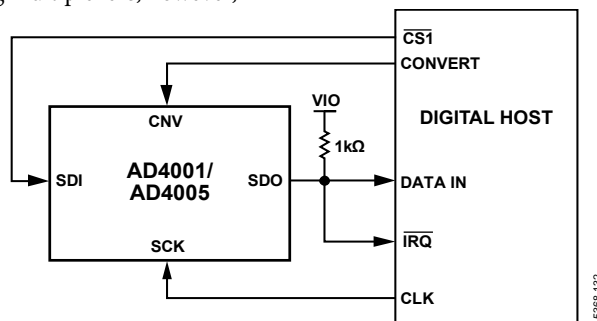 CS1
CONVERT
VIO
DIGITAL HOST
CNV
1kΩ
AD4001/
AD4005
SDI
SDO
DATA IN
SCK
IRQ
CLK